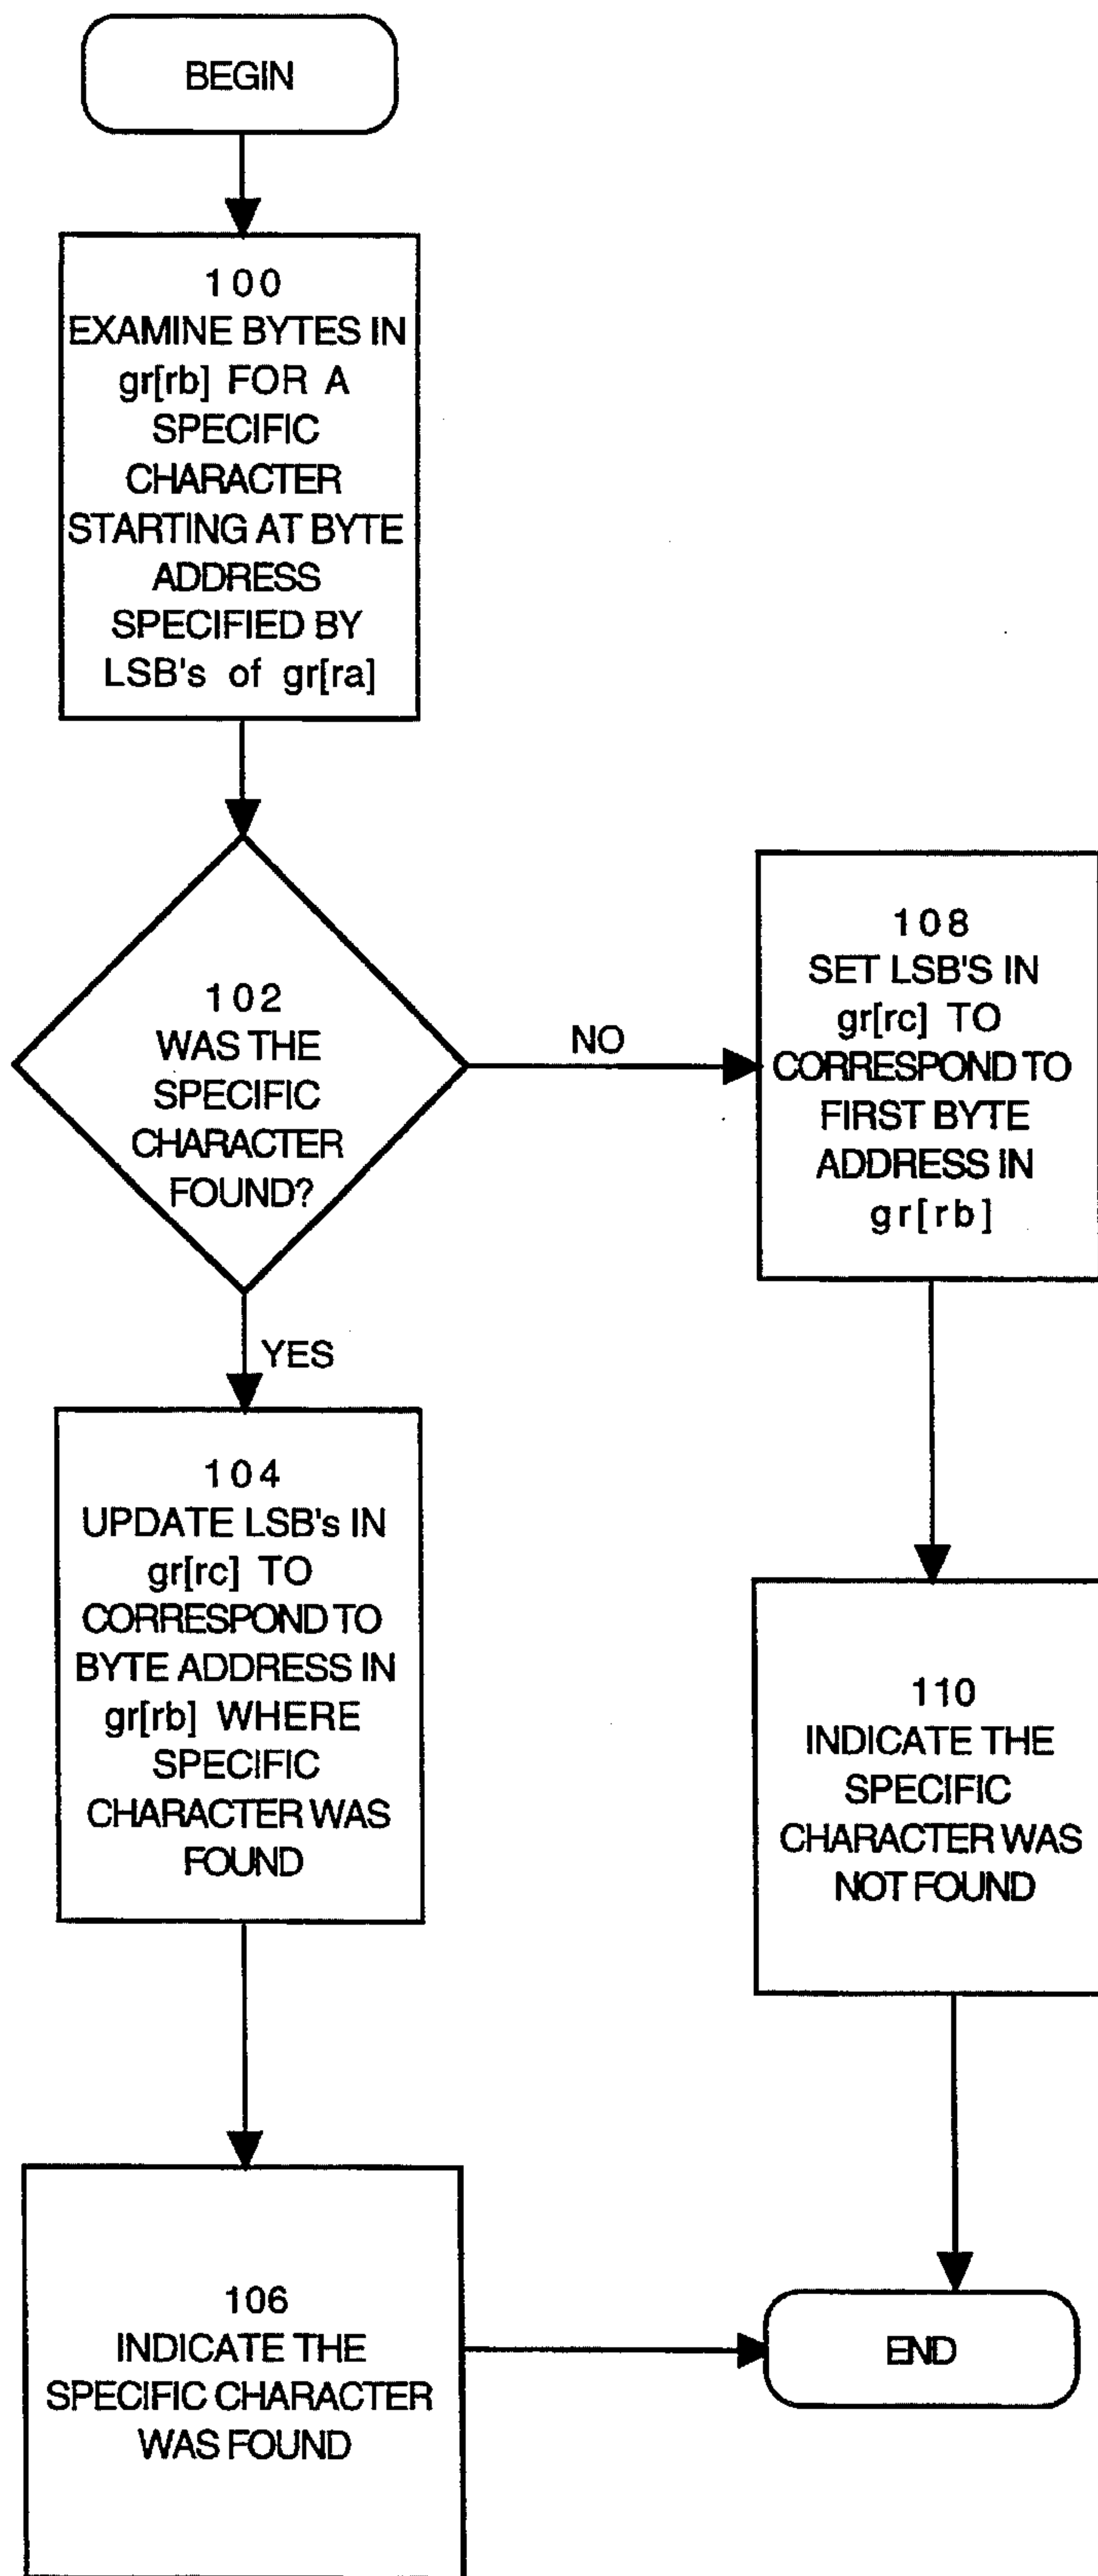 BEGIN
100
EXAMINE BYTES IN
gr[rb] FOR A
SPECIFIC
CHARACTER
STARTING AT BYTE
ADDRESS
SPECIFIED BY
LSB's of gr[ra]
102
WAS THE
SPECIFIC
CHARACTER
FOUND?
NO
108
SET LSB'S IN
gr[rc] TO
CORRESPOND TO
FIRST BYTE
ADDRESS IN
gr[rb]
YES
104
UPDATE LSB's IN
gr[rc] TO
CORRESPOND TO
BYTE ADDRESS IN
gr[rb] WHERE
SPECIFIC
CHARACTER WAS
FOUND
110
INDICATE THE
SPECIFIC
CHARACTER WAS
NOT FOUND
106
INDICATE THE
SPECIFIC CHARACTER
WAS FOUND
END